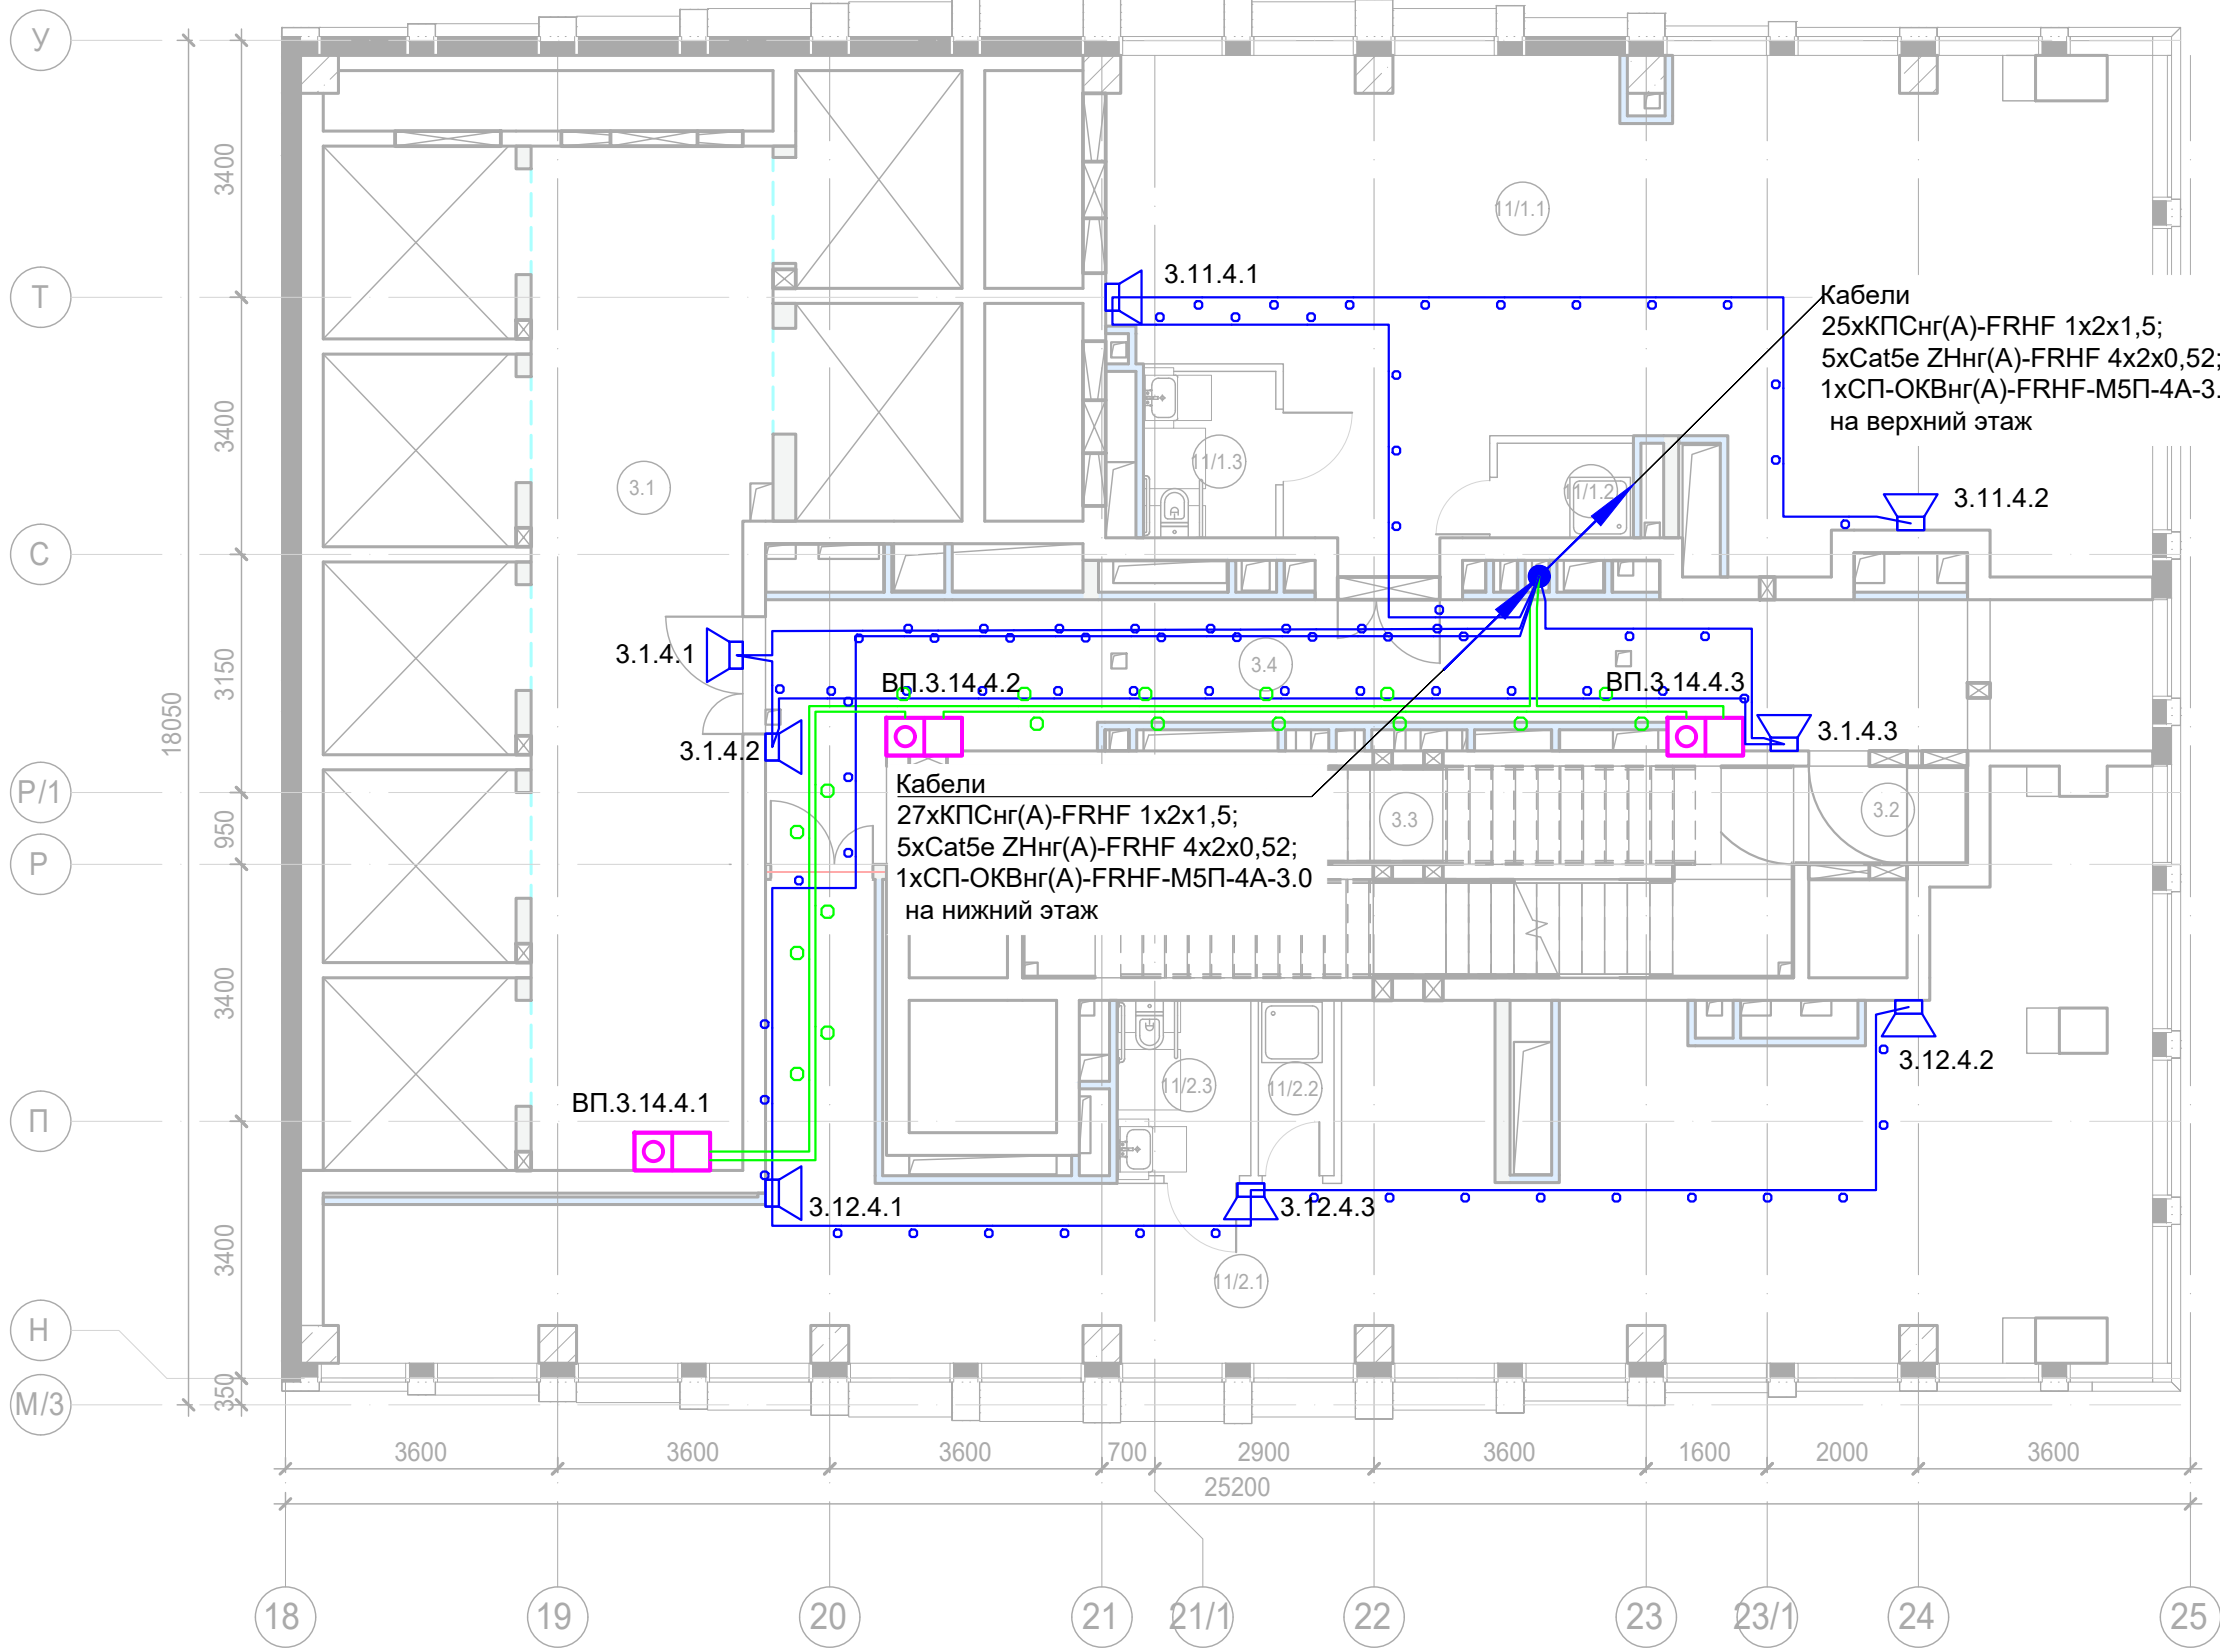 У
3400
11/1.1
3.11.4.1
Т
Кабели
25хКПСнг(А)-FRHF 1х2х1,5;
5хCat5e ZHнг(А)-FRHF 4х2х0,52;
1хСП-ОКВнг(А)-FRHF-М5П-4А-3.
на верхний этаж
3400
11/1.3
3.1
11/1.2
3.11.4.2
С
3.1.4.1
3.4
3150
ВП.3.14.4.2
ВП.3.14.4.3
18050
3.1.4.2
3.1.4.3
Р/1
Кабели
27хКПСнг(А)-FRHF 1х2х1,5;
5хCat5e ZHнг(А)-FRHF 4х2х0,52;
1хСП-ОКВнг(А)-FRHF-М5П-4А-3.0
на нижний этаж
3.3
3.2
950
Р
3400
3.12.4.2
11/2.3
11/2.2
ВП.3.14.4.1
П
3.12.4.1
3.12.4.3
3400
11/2.1
Н
350
М/3
3600
3600
3600
700
2900
3600
1600
2000
3600
25200
18
19
20
21
21/1
22
23
23/1
24
25